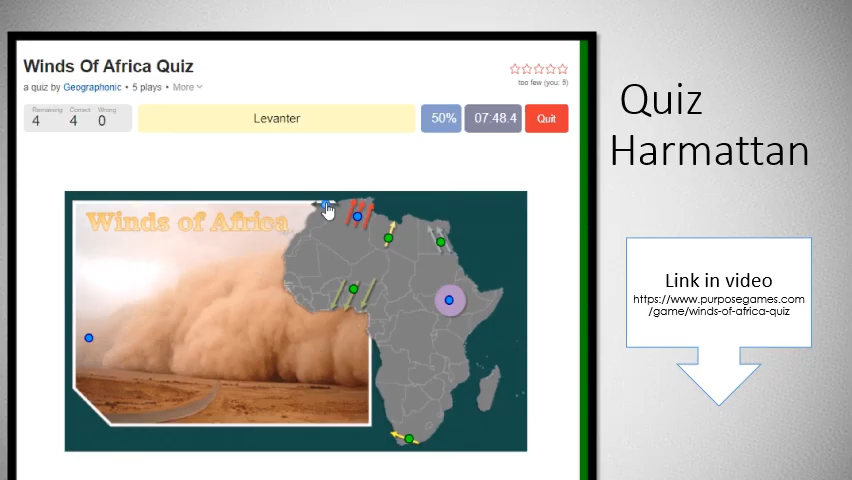 Winds Of Africa Quiz
a quiz by Geographonic • 5 plays • More
too few (you: 5)
Remaining Correct Wrong
4 4 0
Levanter
50%
07:48.4
Quit
Winds of Africa
Quiz
Harmattan
Link in video
https://www.purposegames.com
/game/winds-of-africa-quiz